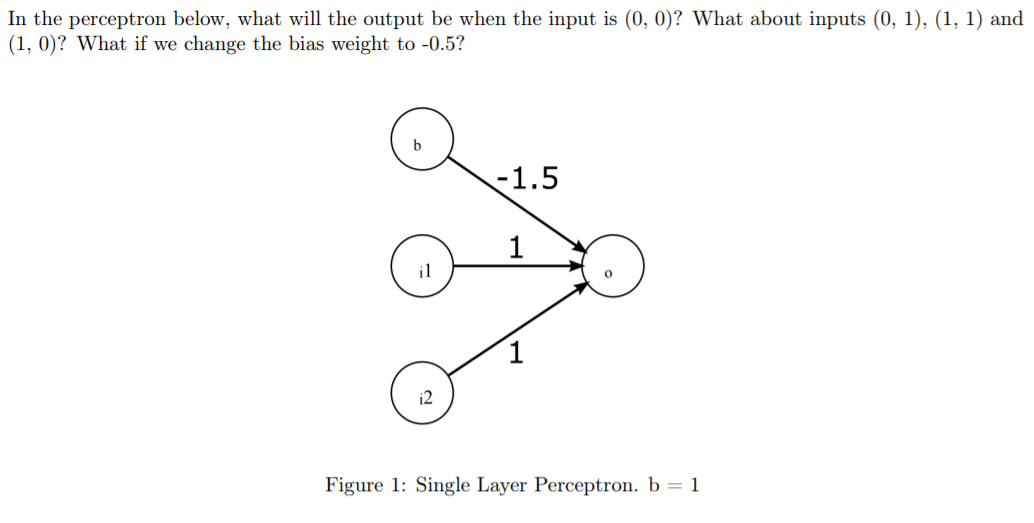 In the perceptron below, what will the output be when the input is (0, 0)? What about inputs (0, 1), (1, 1) and
(1, 0)? What if we change the bias weight to -0.5?
b
-1.5
1
i1
o
1
i2
Figure 1: Single Layer Perceptron. b = 1